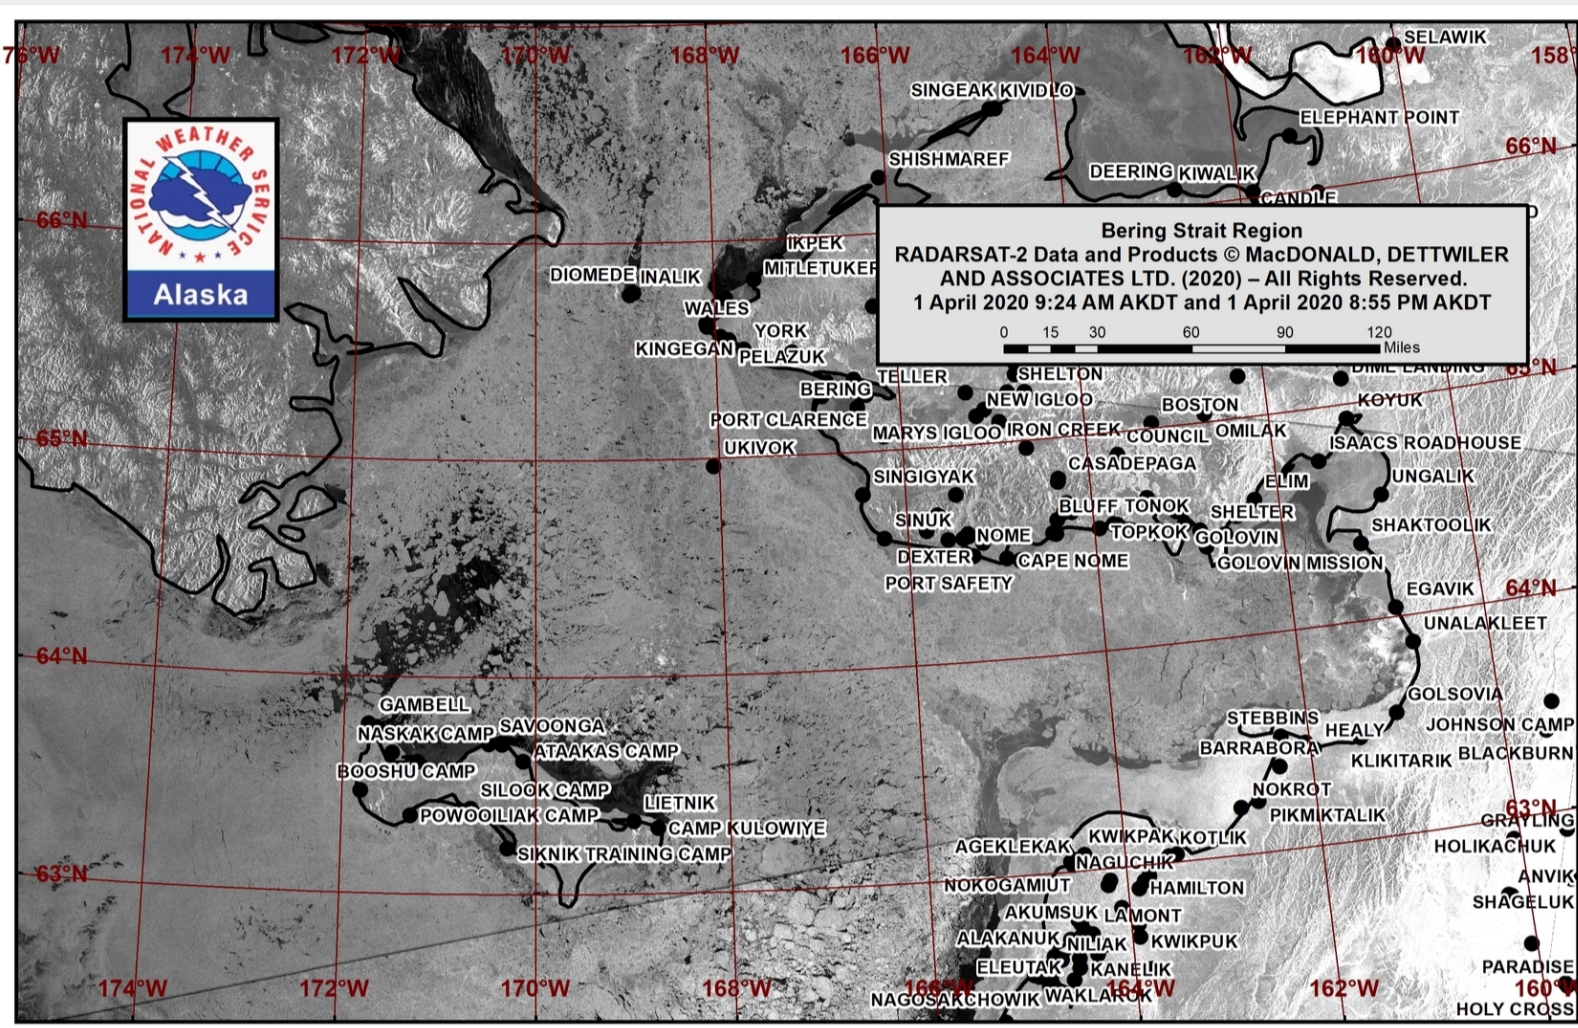 76°W 174°W 172°W 170°W 168°W 166°W 164°W 162°W 160°W 158°
SELAWIK
SINGEAK KIVIDLO
ELEPHANT POINT
NATIONAL WEATHER SERVICE
Alaska
66°N
SHISHMAREF
DEERING KIWALIK
CANDLE
66°N
Bering Strait Region
RADARSAT-2 Data and Products © MacDONALD, DETTWILER
AND ASSOCIATES LTD. (2020) – All Rights Reserved.
1 April 2020 9:24 AM AKDT and 1 April 2020 8:55 PM AKDT
0 15 30 60 90 120
Miles
IKPEK
DIOMEDE INALIK
MITLETUKER
WALES
YORK
KINGEGAN
PELAZUK
TELLER
SHELTON
DIME LANDING
65°N
BERING
NEW IGLOO
BOSTON
KOYUK
PORT CLARENCE
MARYS IGLOO
IRON CREEK
COUNCIL
OMILAK
65°N
UKIVOK
ISAACS ROADHOUSE
SINGIGYAK
CASADEPAGA
ELIM
UNGALIK
BLUFF
TONOK
SHELTER
SINUK
NOME
TOPKOK
GOLOVIN
SHAKTOOLIK
DEXTER
CAPE NOME
GOLOVIN MISSION
PORT SAFETY
EGAVIK
64°N
UNALAKLEET
64°N
GAMBELL
GOLSOVIA
NASKAK CAMP
SAVOONGA
STEBBINS
HEALY
JOHNSON CAMP
ATAAKAS CAMP
BARRABORA
KLIKITARIK
BLACKBURN
BOOSHU CAMP
SILOOK CAMP
NOKROT
LIETNIK
PIKMIKTALIK
63°N
POWOOILIAK CAMP
CAMP KULOWIYE
GRAYLING
SIKNIK TRAINING CAMP
AGEKLEKAK
KWIKPAK
KOTLIK
HOLIKACHUK
63°N
NAGUCHIK
ANVIK
NOKOGAMIUT
HAMILTON
SHAGELUK
AKUMSUK
LAMONT
ALAKANUK
NILIAK
KWIKPUK
ELEUTAK
KANELIK
PARADISE
174°W 172°W 170°W 168°W 166°W 164°W 162°W 160°W
NAGOSAKCHOWIK
WAKLAROK
HOLY CROSS